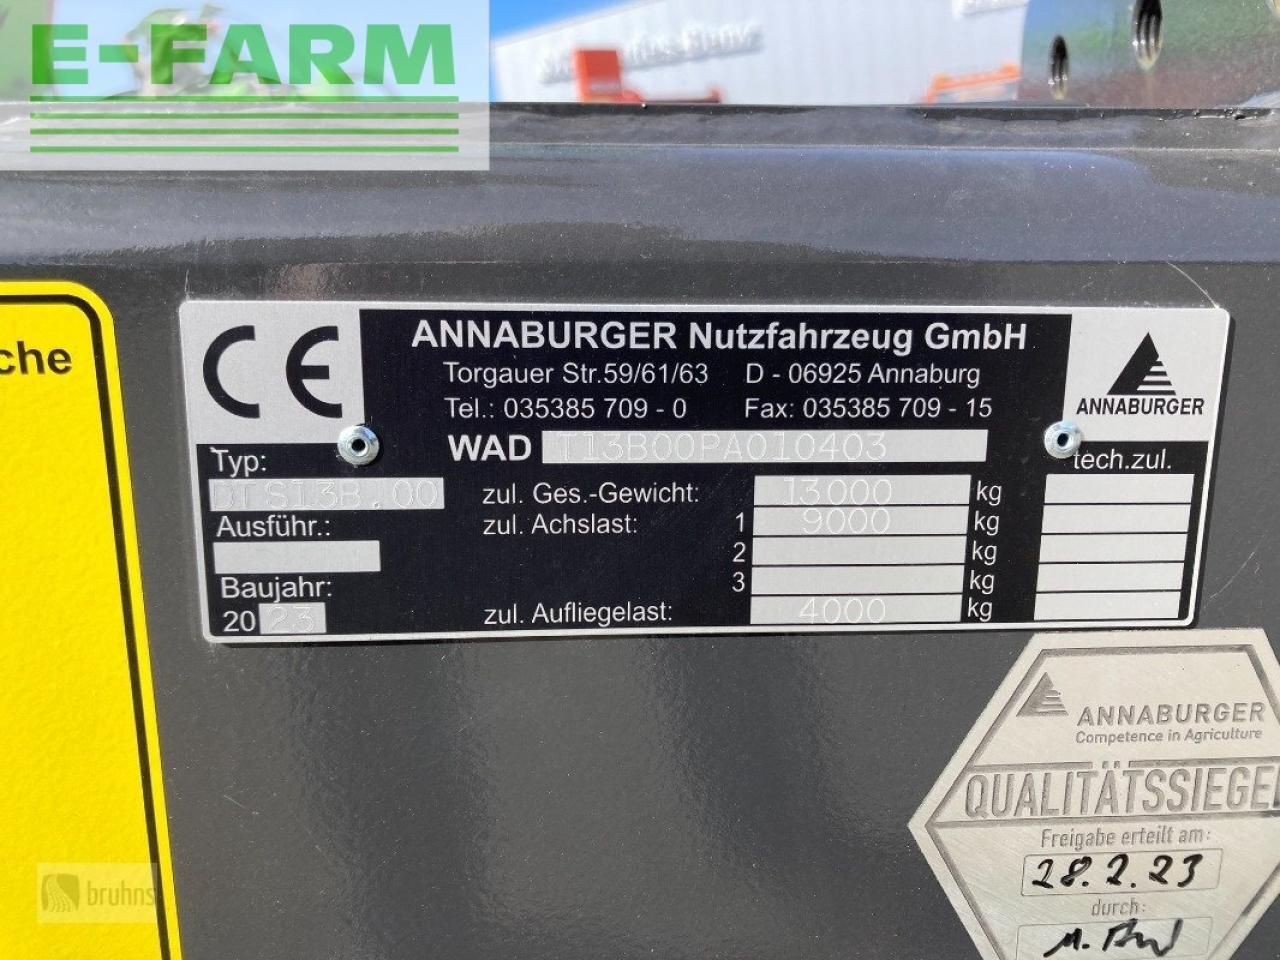 E-FARM
che
CE
ANNABURGER Nutzfahrzeug GmbH
Torgauer Str.59/61/63 D - 06925 Annaburg
Tel.: 035385 709 - 0 Fax: 035385 709 - 15
ANNABURGER
WAD T13B00PA010403
Typ:
DTS13B.00
Ausführ.:
Baujahr:
2023
tech.zul.
zul. Ges.-Gewicht: 13000 kg
zul. Achslast: 1 9000 kg
2 kg
3 kg
zul. Aufliegelast: 4000 kg
ANNABURGER
Competence in Agriculture
QUALITÄTSSIEGEL
Freigabe erteilt am:
28.2.23
durch:
bruhns